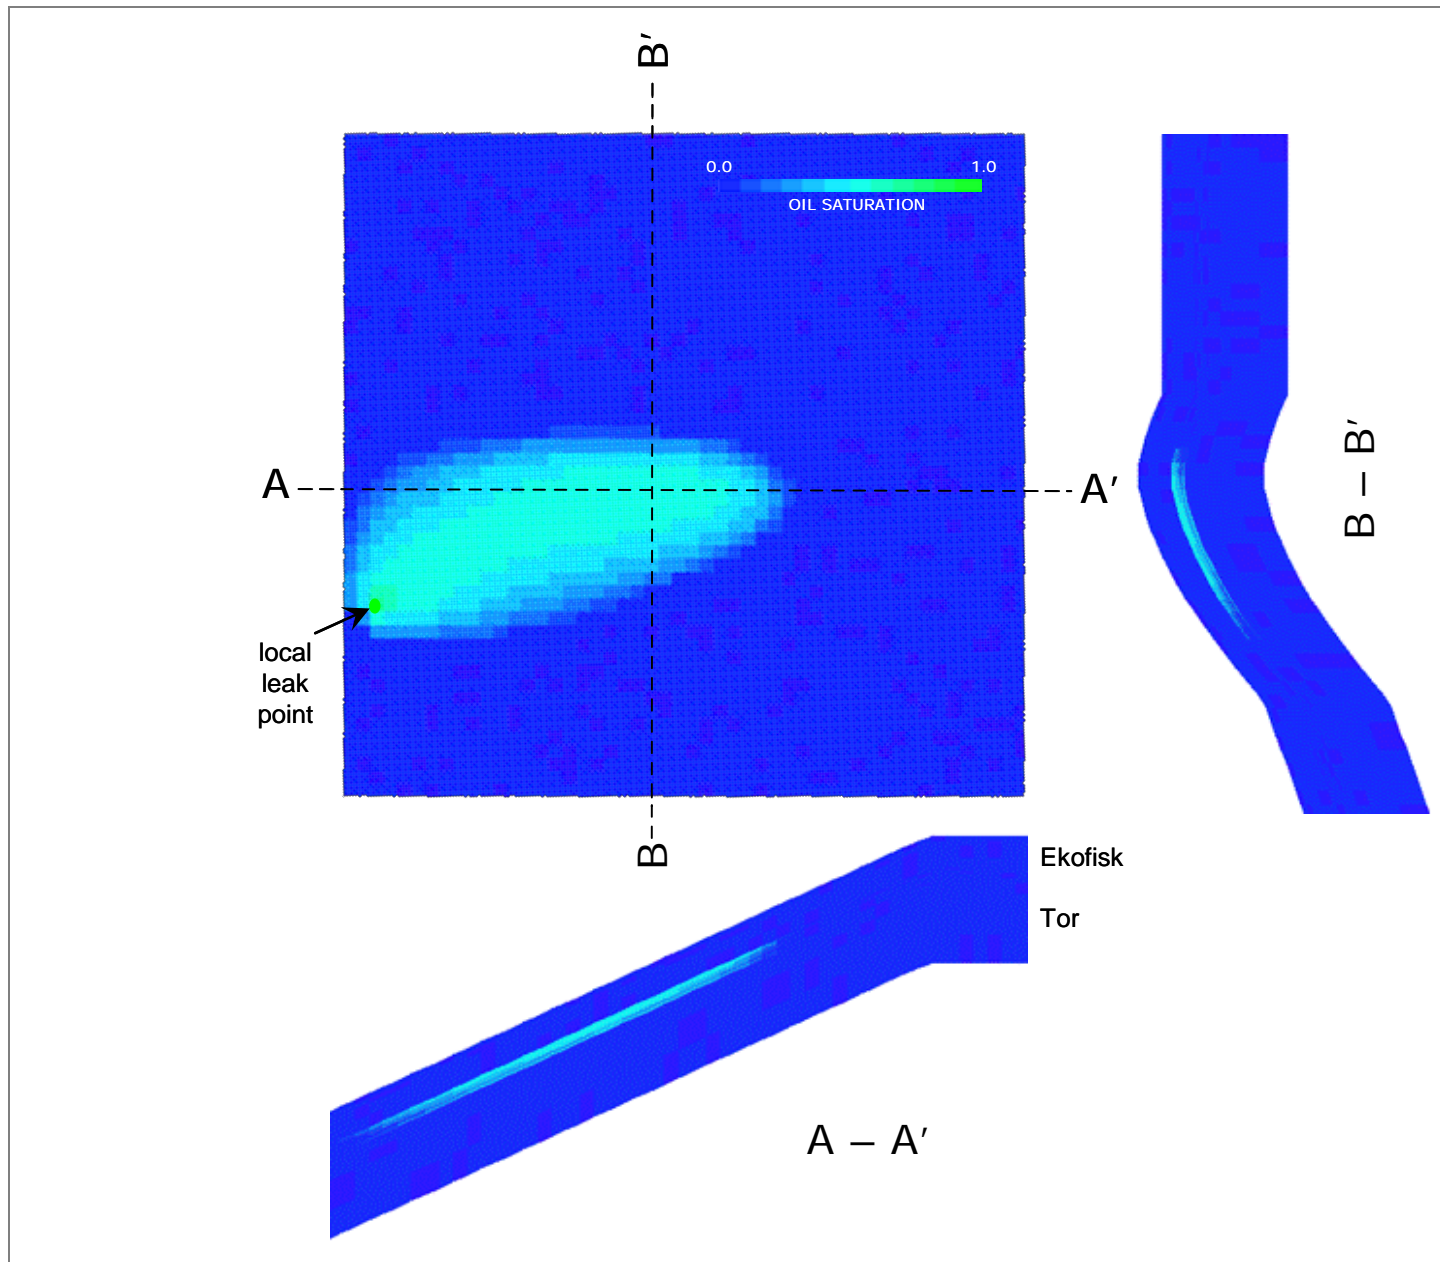 B′
0.0 1.0
OIL SATURATION
A
A′
local
leak
point
B
B – B′
Ekofisk
Tor
A – A′